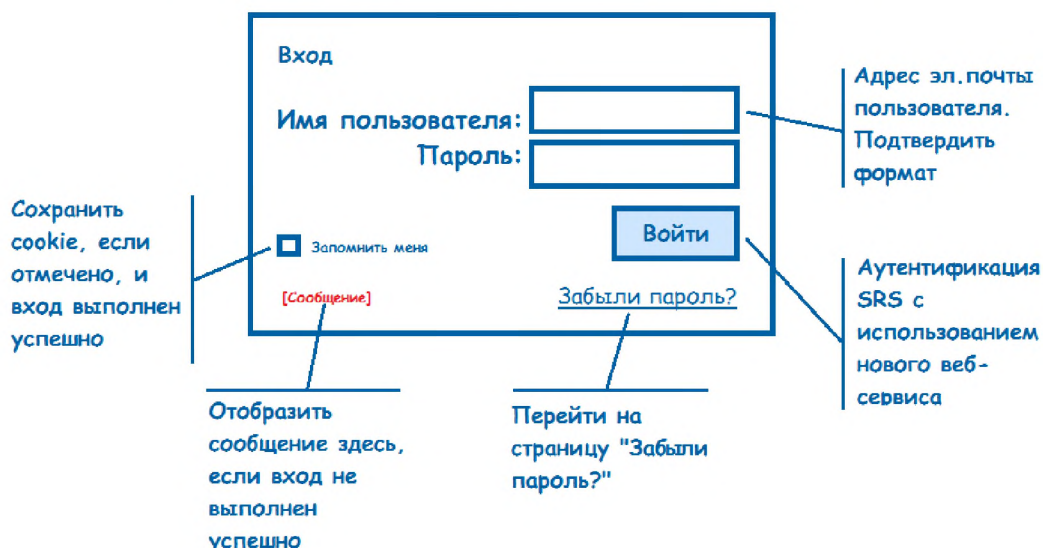 Вход
Имя пользователя:
Пароль:
Войти
Запомнить меня
[Сообщение]
Забыли пароль?
Адрес эл.почты
пользователя.
Подтвердить
формат
Сохранить
cookie, если
отмечено, и
вход выполнен
успешно
Аутентификация
SRS с
использованием
нового веб-
сервиса
Отобразить
сообщение здесь,
если вход не
выполнен
успешно
Перейти на
страницу "Забыли
пароль?"